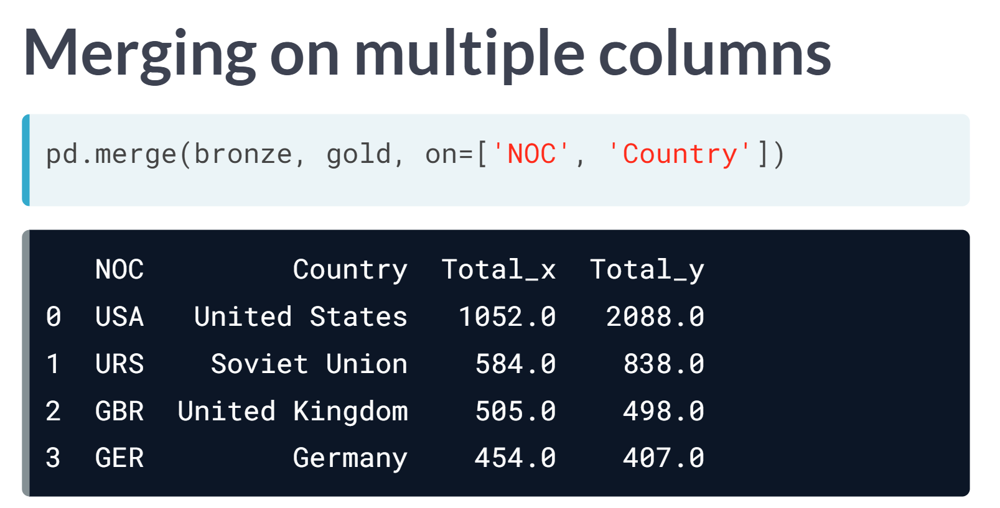 Merging on multiple columns
pd.merge(bronze, gold, on=['NOC', 'Country'])
NOC Country Total_x Total_y
0 USA United States 1052.0 2088.0
1 URS Soviet Union 584.0 838.0
2 GBR United Kingdom 505.0 498.0
3 GER Germany 454.0 407.0